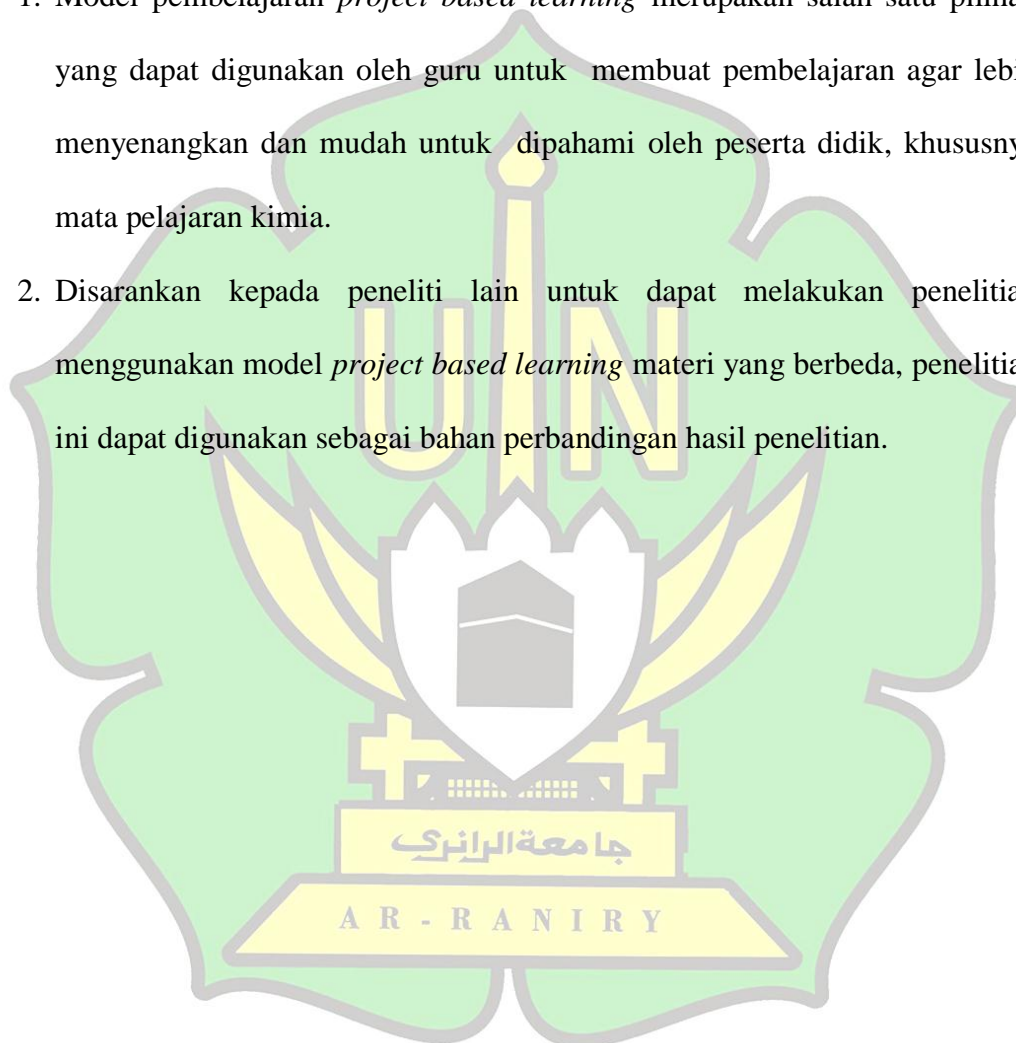 1. Model pembelajaran project based learning merupakan salah satu piliha
yang dapat digunakan oleh guru untuk membuat pembelajaran agar lebi
menyenangkan dan mudah untuk dipahami oleh peserta didik, khususny
mata pelajaran kimia.
2. Disarankan kepada peneliti lain untuk dapat melakukan penelitia
menggunakan model project based learning materi yang berbeda, penelitia
ini dapat digunakan sebagai bahan perbandingan hasil penelitian.
UIN
جامعة الرانري
AR-RANIRY